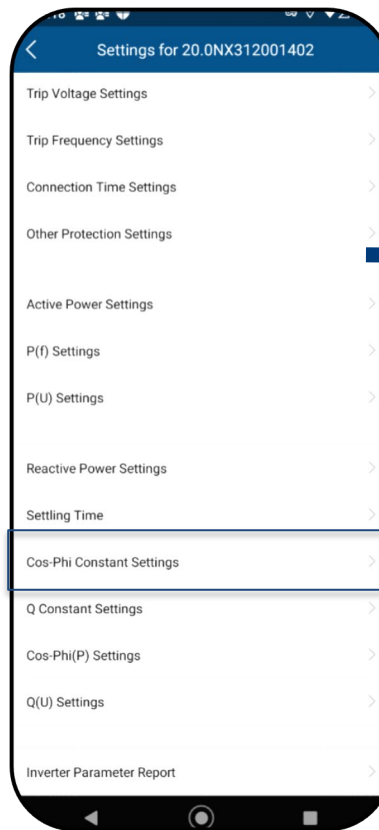 Settings for 20.0NX312001402
Trip Voltage Settings
Trip Frequency Settings
Connection Time Settings
Other Protection Settings
Active Power Settings
P(f) Settings
P(U) Settings
Reactive Power Settings
Settling Time
Cos-Phi Constant Settings
Q Constant Settings
Cos-Phi(P) Settings
Q(U) Settings
Inverter Parameter Report